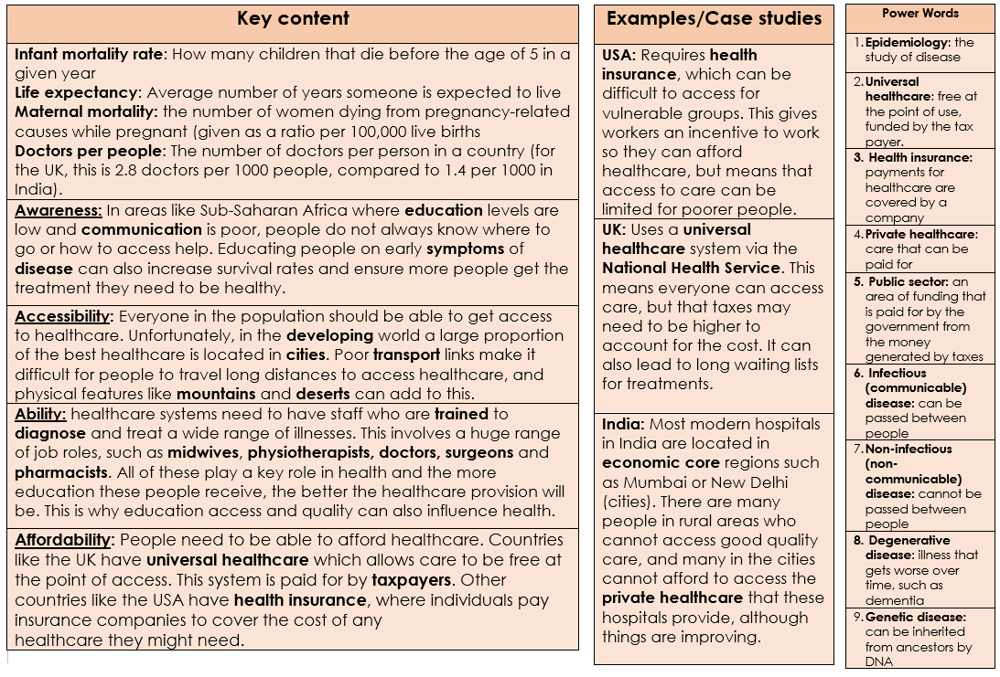 Key content
Infant mortality rate: How many children that die before the age of 5 in a
given year
Life expectancy: Average number of years someone is expected to live
Maternal mortality: the number of women dying from pregnancy-related
causes while pregnant (given as a ratio per 100,000 live births
Doctors per people: The number of doctors per person in a country (for
the UK, this is 2.8 doctors per 1000 people, compared to 1.4 per 1000 in
India).
Awareness: In areas like Sub-Saharan Africa where education levels are
low and communication is poor, people do not always know where to
go or how to access help. Educating people on early symptoms of
disease can also increase survival rates and ensure more people get the
treatment they need to be healthy.
Accessibility: Everyone in the population should be able to get access
to healthcare. Unfortunately, in the developing world a large proportion
of the best healthcare is located in cities. Poor transport links make it
difficult for people to travel long distances to access healthcare, and
physical features like mountains and deserts can add to this.
Ability: healthcare systems need to have staff who are trained to
diagnose and treat a wide range of illnesses. This involves a huge range
of job roles, such as midwives, physiotherapists, doctors, surgeons and
pharmacists. All of these play a key role in health and the more
education these people receive, the better the healthcare provision will
be. This is why education access and quality can also influence health.
Affordability: People need to be able to afford healthcare. Countries
like the UK have universal healthcare which allows care to be free at
the point of access. This system is paid for by taxpayers. Other
countries like the USA have health insurance, where individuals pay
insurance companies to cover the cost of any
healthcare they might need.
Examples/Case studies
USA: Requires health
insurance, which can be
difficult to access for
vulnerable groups. This gives
workers an incentive to work
so they can afford
healthcare, but means that
access to care can be
limited for poorer people.
UK: Uses a universal
healthcare system via the
National Health Service. This
means everyone can access
care, but that taxes may
need to be higher to
account for the cost. It can
also lead to long waiting lists
for treatments.
India: Most modern hospitals
in India are located in
economic core regions such
as Mumbai or New Delhi
(cities). There are many
people in rural areas who
cannot access good quality
care, and many in the cities
cannot afford to access the
private healthcare that these
hospitals provide, although
things are improving.
Power Words
1. Epidemiology: the
study of disease
2. Universal
healthcare: free at
the point of use,
funded by the tax
payer.
3. Health insurance:
payments for
healthcare are
covered by a
company
4. Private healthcare:
care that can be
paid for
5. Public sector: an
area of funding that
is paid for by the
government from
the money
generated by taxes
6. Infectious
(communicable)
disease: can be
passed between
people
7. Non-infectious
(non-
communicable)
disease: cannot be
passed between
people
8. Degenerative
disease: illness that
gets worse over
time, such as
dementia
9. Genetic disease:
can be inherited
from ancestors by
DNA